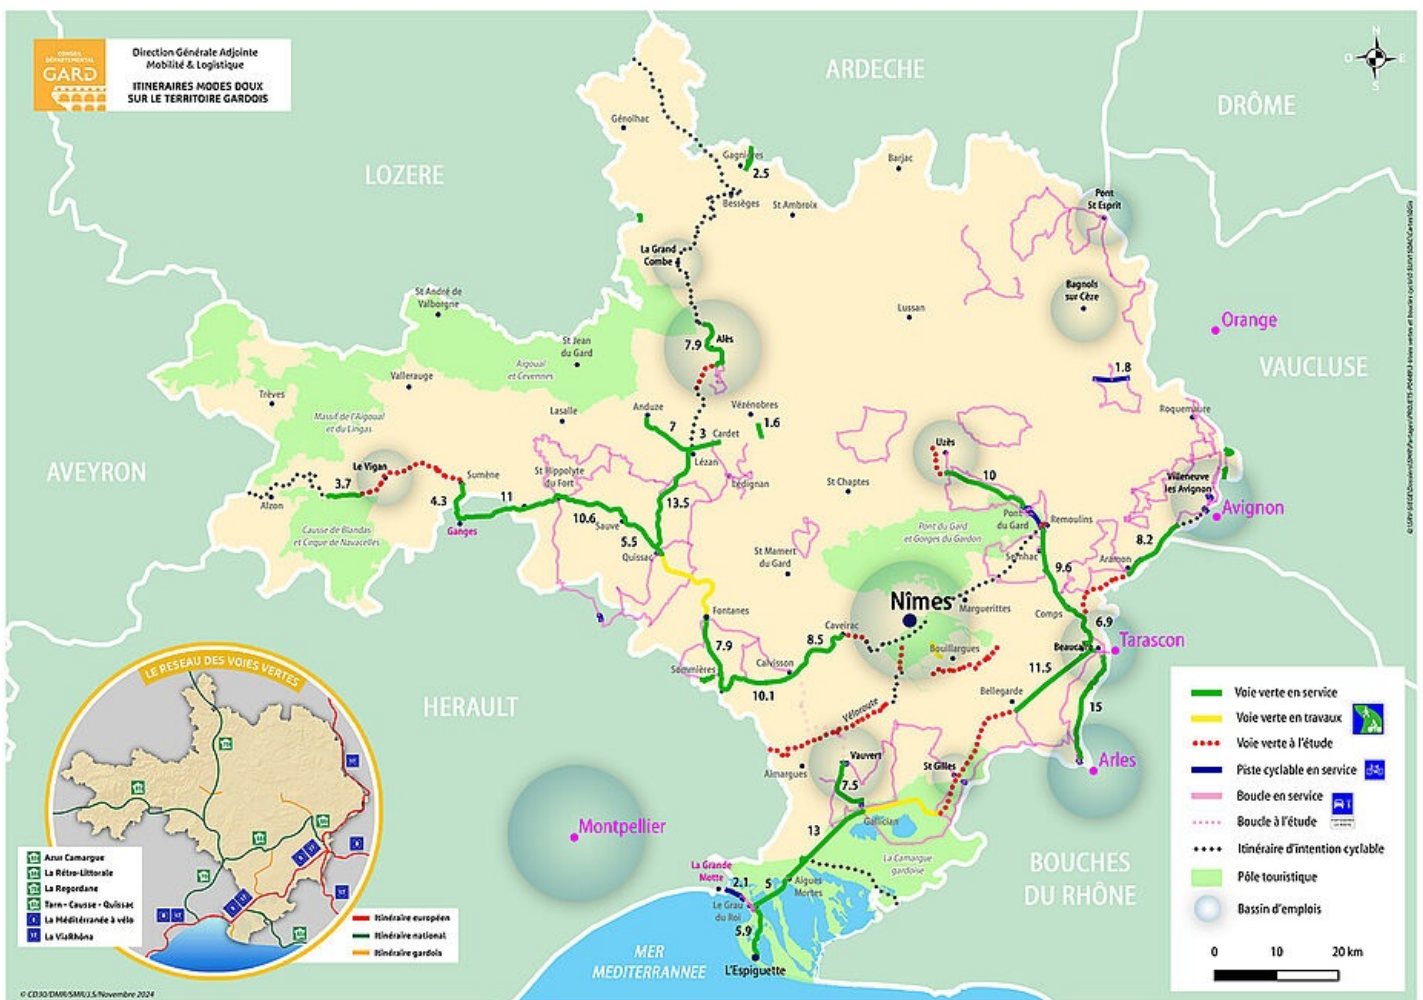 CONSEIL
DÉPARTEMENTAL
GARD
Direction Générale Adjointe
Mobilité & Logistique
ITINERAIRES MODES DOUX
SUR LE TERRITOIRE GARDOIS
N
O
E
S
ARDECHE
DRÔME
LOZERE
VAUCLUSE
AVEYRON
HERAULT
BOUCHES
DU RHÔNE
MER
MEDITERRANNEE
Génolhac
Gagnières
2.5
Barjac
Bessèges
St Ambroix
Pont
St Esprit
La Grand
Combe
Bagnols
sur Cèze
St André de
Valborgne
Lussan
Orange
Alès
7.9
St Jean
du Gard
Aigoual
et Cevennes
1.8
Vallerauge
Trèves
Massif de l'Aigoual
et du Lingas
Lasalle
Anduze
Vézénobres
1.6
Roquemaure
7
3
Cardet
Uzès
Lézan
Le Vigan
Sumène
St Hippolyte
du Fort
Lédignan
St Chaptes
10
Villeneuve
les Avignon
3.7
Alzon
4.3
11
13.5
Avignon
Ganges
10.6
Sauve
Causse de Blandas
et Cirque de Navacelles
5.5
Quissac
Pont du Gard
et Gorges du Gardon
Pont
du Gard
Remoulins
8.2
Sernhac
St Mamert
du Gard
9.6
Aramon
Nîmes
Marguerittes
Fontanes
Comps
6.9
Caveirac
8.5
7.9
Beaucaire
Tarascon
Bouillargues
Sommières
Calvisson
10.1
11.5
Bellegarde
15
Véloroute
Vauvert
St Gilles
Arles
Almargues
7.5
Gallician
Montpellier
13
La Camargue
gardoise
La Grande
Motte
2.1
5
Aigues
Mortes
Le Grau
du Roi
5.9
L'Espiguette
LE RESEAU DES VOIES VERTES
Azur Camargue
La Rétro-Littorale
La Regordane
Tarn - Causse - Quissac
La Méditérranée à vélo
La ViaRhôna
Itinéraire européen
Itinéraire national
Itinéraire gardois
Voie verte en service
Voie verte en travaux
Voie verte à l'étude
Piste cyclable en service
Boucle en service
Boucle à l'étude
Itinéraire d'intention cyclable
Pôle touristique
Bassin d'emplois
0 10 20 km
© CD30/DMR/SMR/J.S/Novembre 2024